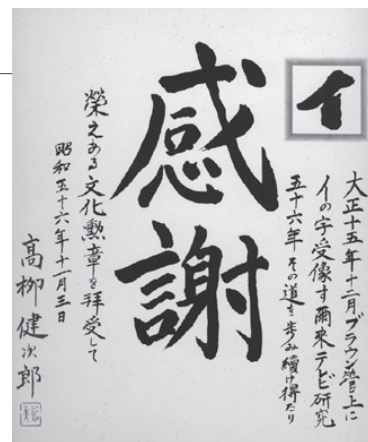 イ
大正十五年十二月ブラウン管上に
イの字受像す爾来テレビ研究
五十六年その道を歩み續け得たり
感謝
榮えある文化勲章を拝受して
昭和五十六年十一月三日
高柳健次郎